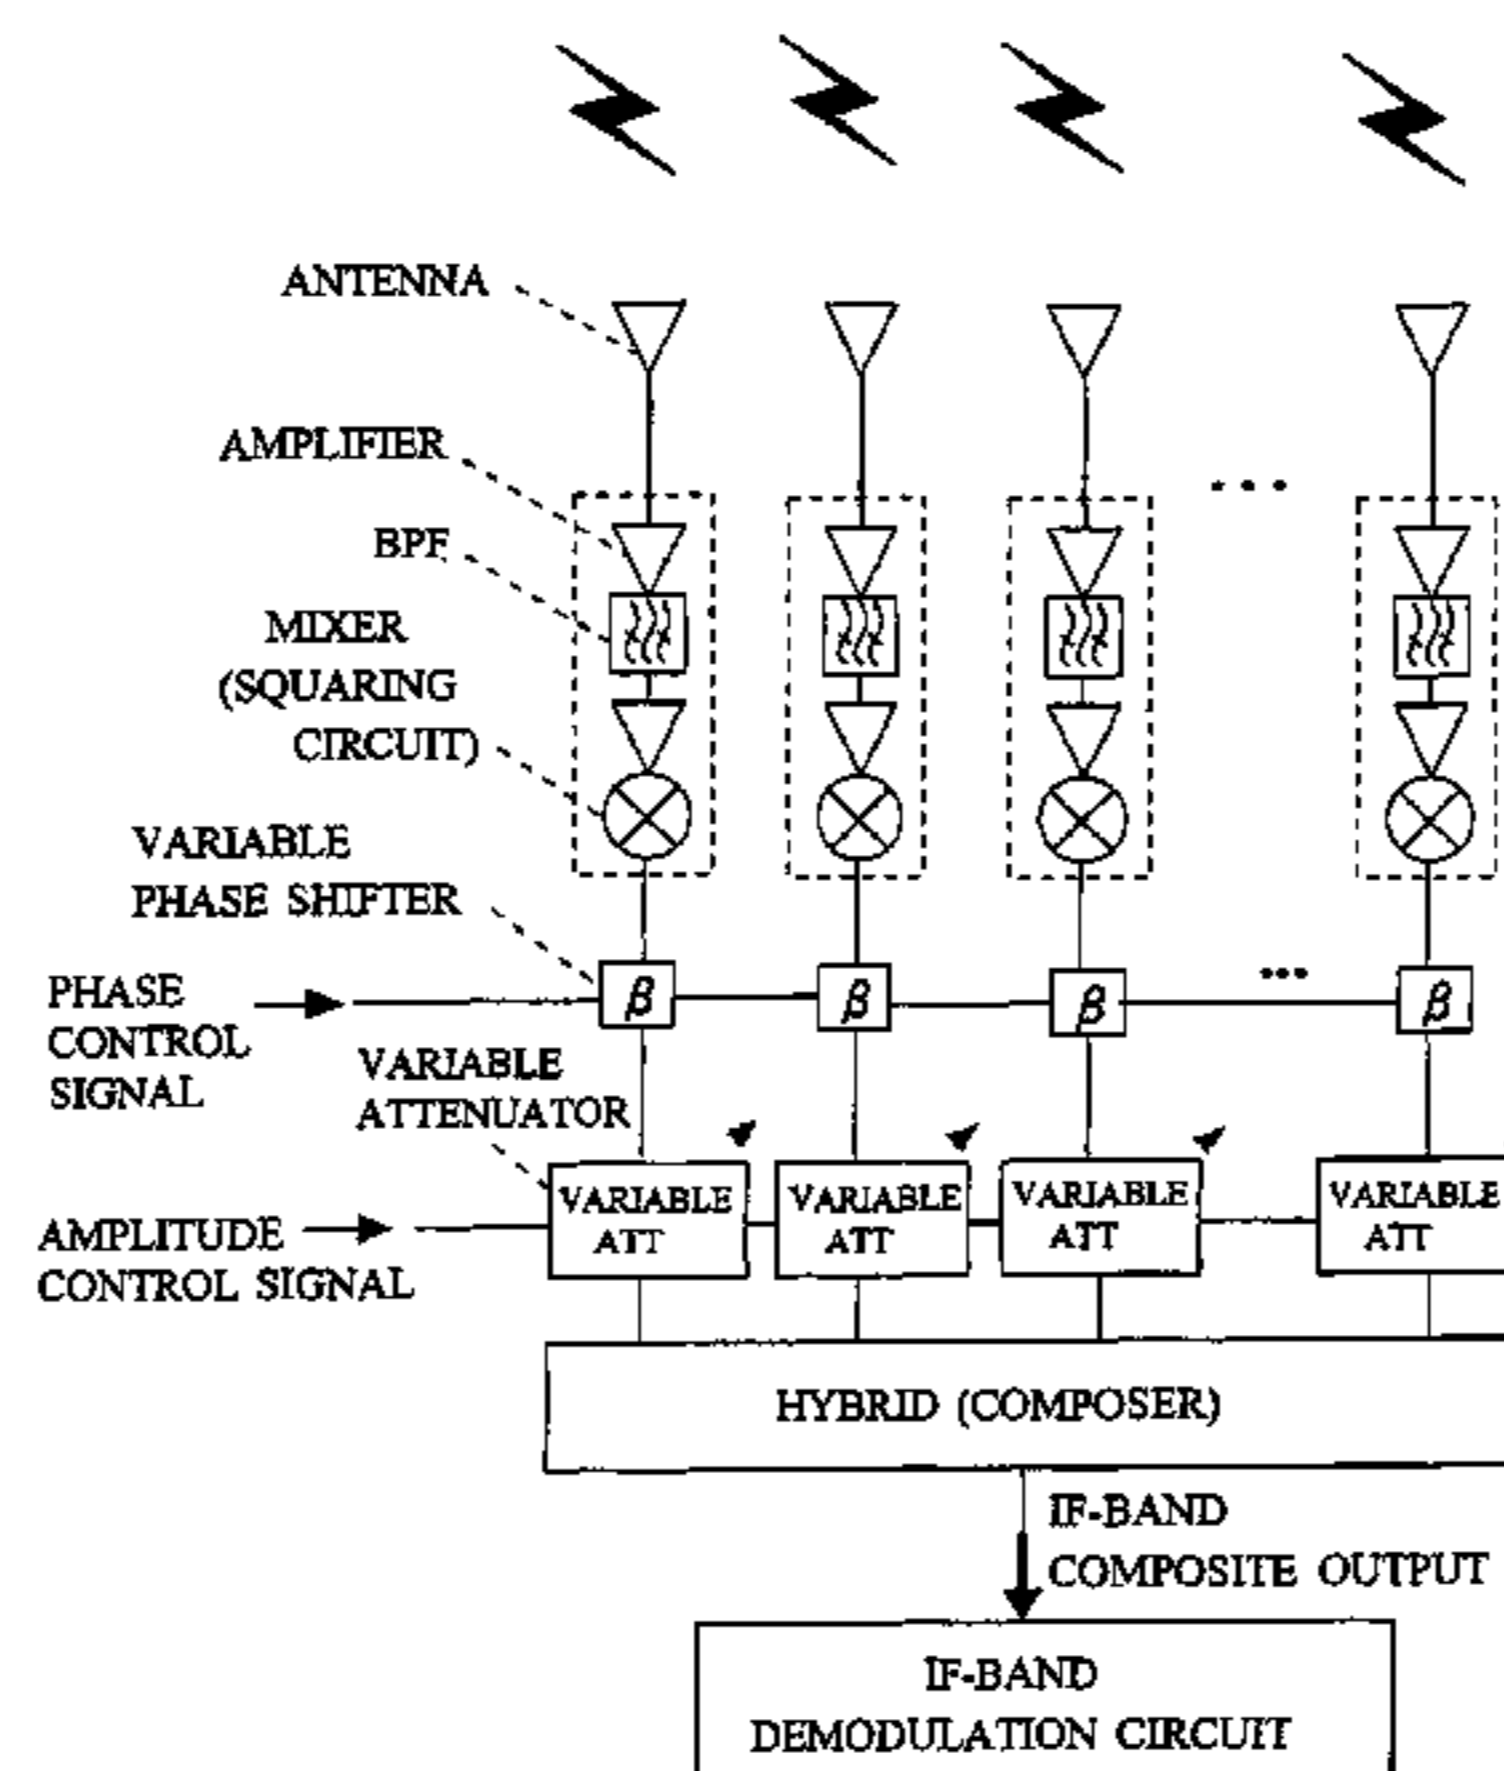 ANTENNA
AMPLIFIER
BPF
MIXER
(SQUARING
CIRCUIT)
VARIABLE
PHASE SHIFTER
PHASE
CONTROL
SIGNAL
β β β β
VARIABLE
ATTENUATOR
VARIABLE
ATT
VARIABLE
ATT
VARIABLE
ATT
VARIABLE
ATT
AMPLITUDE
CONTROL SIGNAL
HYBRID (COMPOSER)
IF-BAND
COMPOSITE OUTPUT
IF-BAND
DEMODULATION CIRCUIT